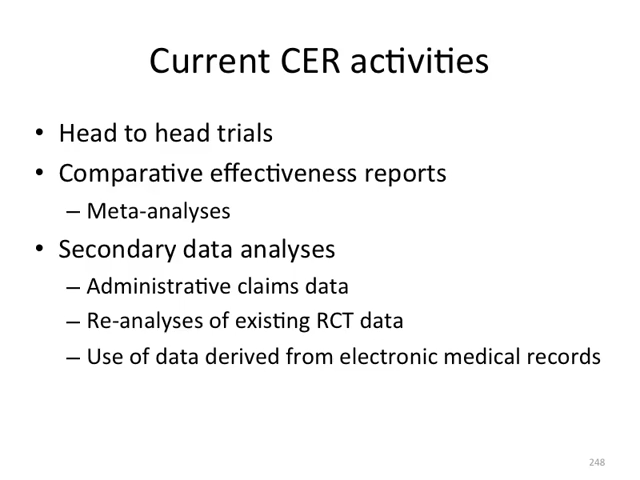 Current CER activities
• Head to head trials
• Comparative effectiveness reports
– Meta-analyses
• Secondary data analyses
– Administrative claims data
– Re-analyses of existing RCT data
– Use of data derived from electronic medical records
248